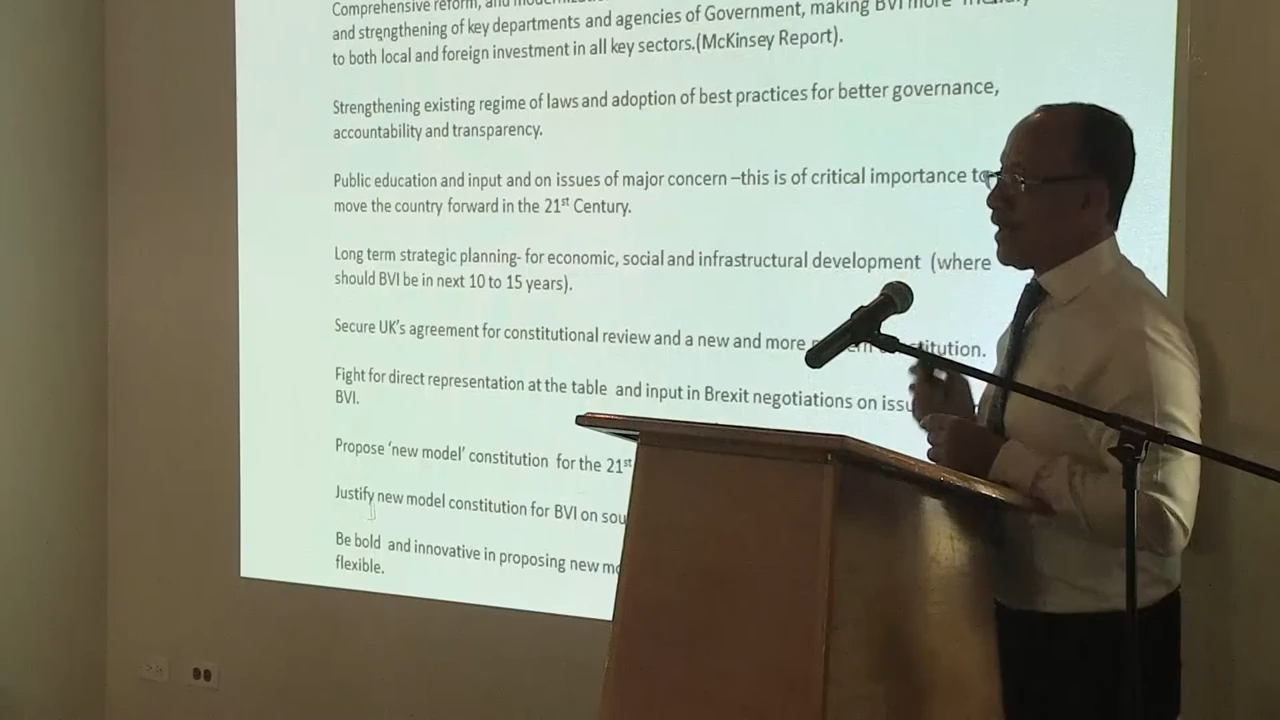 Comprehensive reform, and
and strengthening of key departments and agencies of Government, making BVI more
to both local and foreign investment in all key sectors.(McKinsey Report).
Strengthening existing regime of laws and adoption of best practices for better governance,
accountability and transparency.
Public education and input and on issues of major concern –this is of critical importance to
move the country forward in the 21st Century.
Long term strategic planning- for economic, social and infrastructural development (where
should BVI be in next 10 to 15 years).
Secure UK's agreement for constitutional review and a new and more
Fight for direct representation at the table and input in Brexit negotiations on
BVI.
Propose 'new model' constitution for the 21st
Justify new model constitution for BVI on
Be bold and innovative in proposing new
flexible.